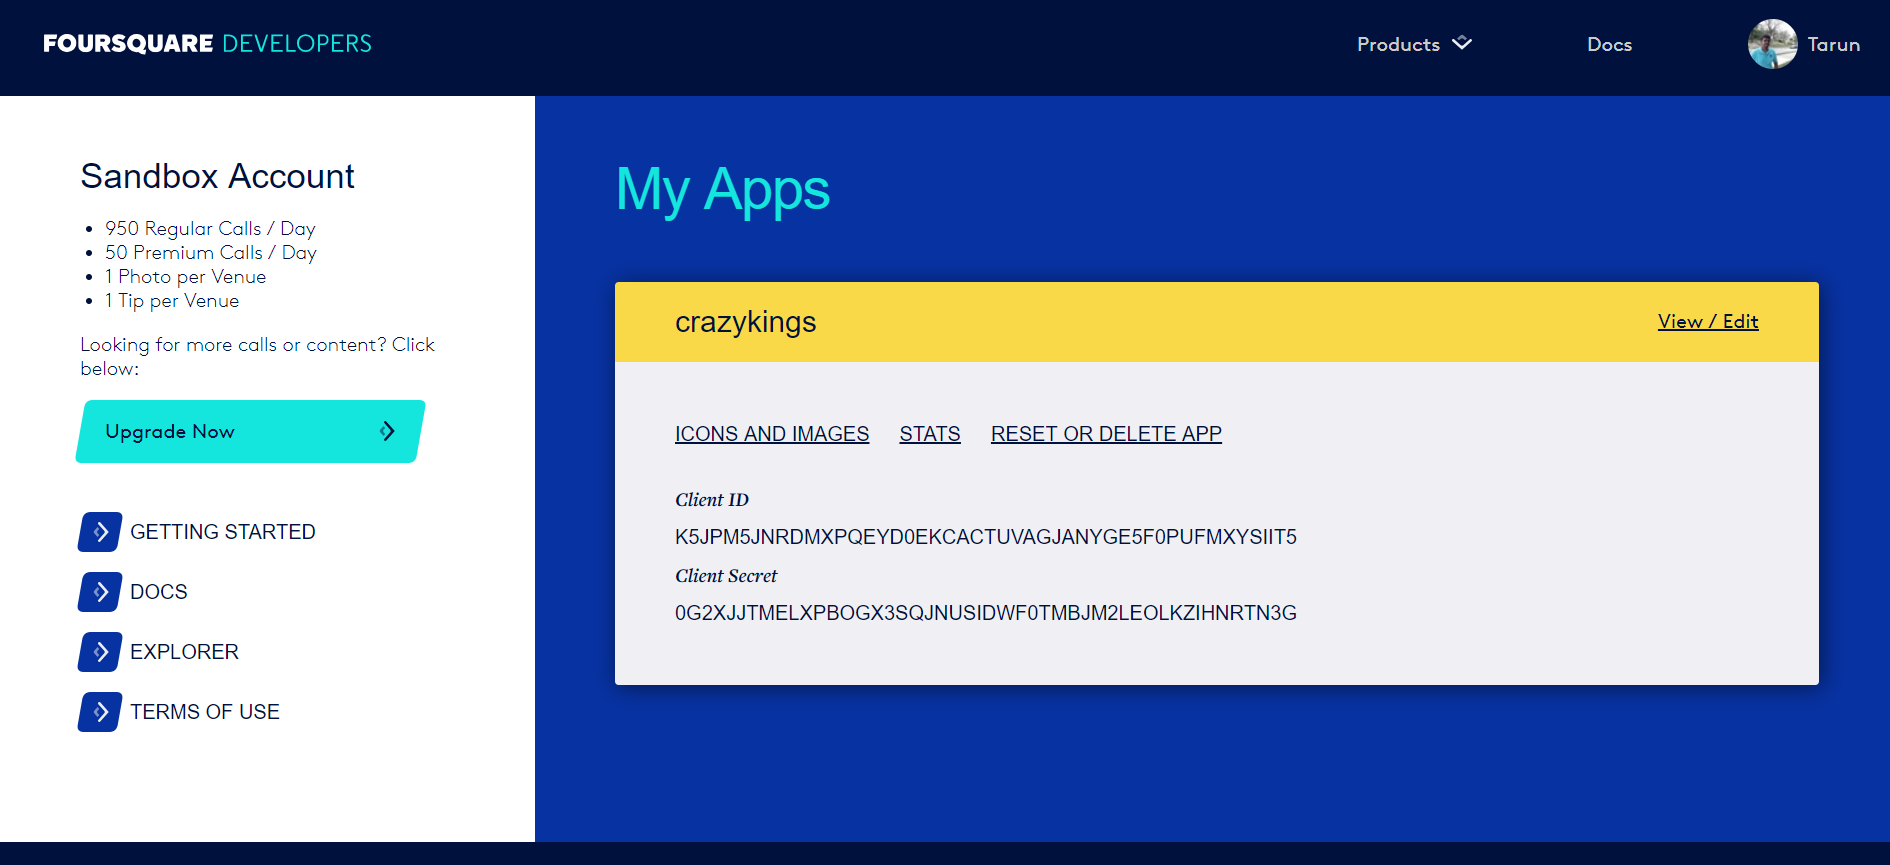 FOURSQUARE DEVELOPERS
Products
Docs
Tarun
Sandbox Account
950 Regular Calls / Day
50 Premium Calls / Day
1 Photo per Venue
1 Tip per Venue
Looking for more calls or content? Click
below:
Upgrade Now
GETTING STARTED
DOCS
EXPLORER
TERMS OF USE
My Apps
crazykings
View / Edit
ICONS AND IMAGES STATS RESET OR DELETE APP
Client ID
K5JPM5JNRDMXPQEYD0EKCACTUVAGJANYGE5F0PUFMXYSIIT5
Client Secret
0G2XJJTMELXPBOGX3SQJNUSIDWF0TMBJM2LEOLKZIHNRTN3G